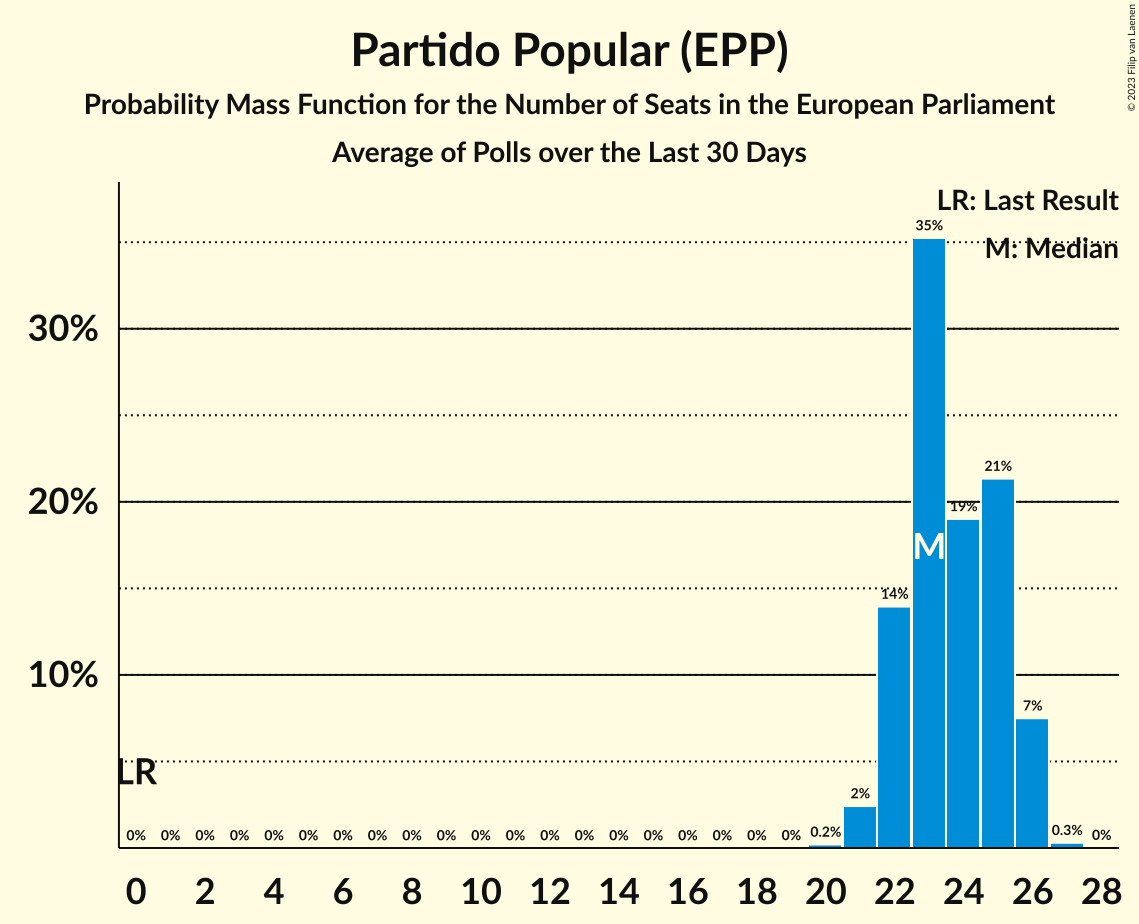 Partido Popular (EPP)
Probability Mass Function for the Number of Seats in the European Parliament
Average of Polls over the Last 30 Days
© 2023 Filip van Laenen
LR: Last Result
M: Median
35%
30%
21%
20%
19%
M
14%
10%
7%
LR
2%
0% 0% 0% 0% 0% 0% 0% 0% 0% 0% 0% 0% 0% 0% 0% 0% 0% 0% 0% 0% 0.2% 0.3% 0%
0 2 4 6 8 10 12 14 16 18 20 22 24 26 28